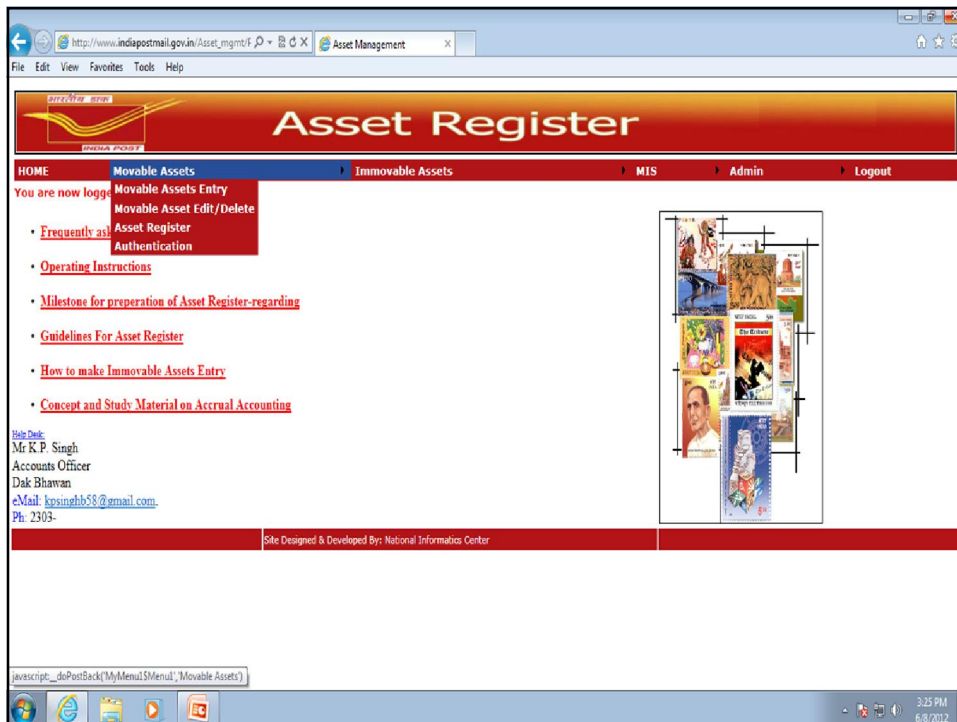 http://www.indiapostmail.gov.in/Asset_mgmt/F
Asset Management
File Edit View Favorites Tools Help
भारतीय डाक
INDIA POST
Asset Register
HOME Movable Assets Immovable Assets MIS Admin Logout
You are now logge
Movable Assets Entry
Movable Asset Edit/Delete
Asset Register
Authentication
• Frequently ask
• Operating Instructions
• Milestone for preperation of Asset Register-regarding
• Guidelines For Asset Register
• How to make Immovable Assets Entry
• Concept and Study Material on Accrual Accounting
Help Desk:
Mr K.P. Singh
Accounts Officer
Dak Bhawan
eMail: kpsinghb58@gmail.com.
Ph: 2303-
Site Designed & Developed By: National Informatics Center
javascript:__doPostBack('MyMenu1$Menu1','Movable Assets')
3:25 PM
6/8/2012